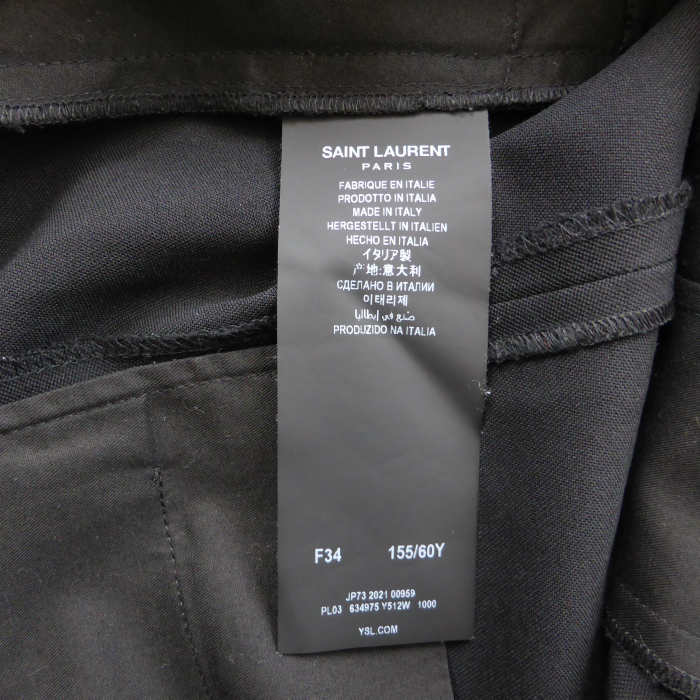 SAINT LAURENT
PARIS
FABRIQUE EN ITALIE
PRODOTTO IN ITALIA
MADE IN ITALY
HERGESTELLT IN ITALIEN
HECHO EN ITALIA
イタリア製
产地:意大利
СДЕЛАНО В ИТАЛИИ
이태리제
صنع في إيطاليا
PRODUZIDO NA ITALIA
F34 155/60Y
JP73 2021 00959
PL03 634975 Y512W 1000
YSL.COM